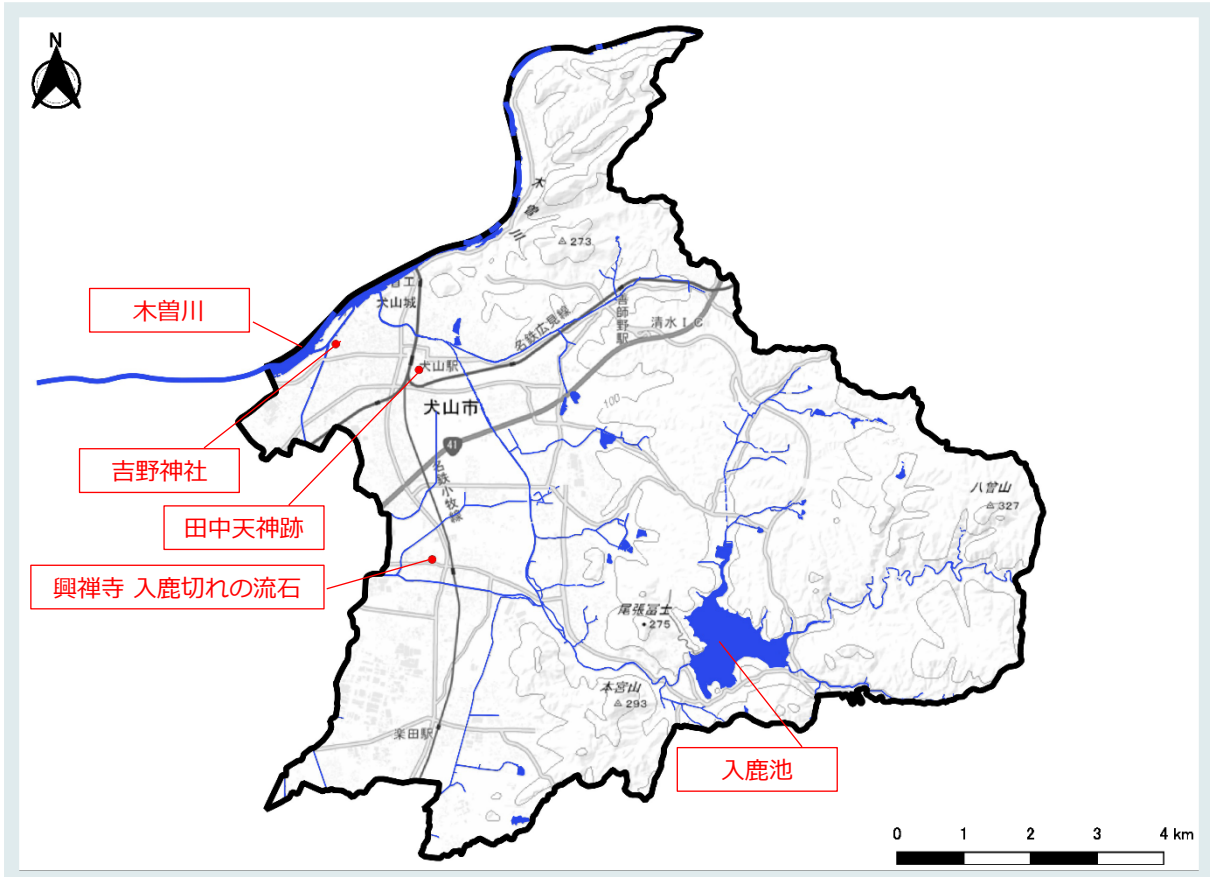 N
木曽川
△ 273
犬山城
木曽川
名鉄広見線
善師野駅
清水IC
犬山駅
犬山市
100
41
吉野神社
名鉄小牧線
田中天神跡
八曽山
△ 327
興禅寺 入鹿切れの流石
尾張冨士
・275
本宮山
△ 293
楽田駅
入鹿池
0 1 2 3 4 km